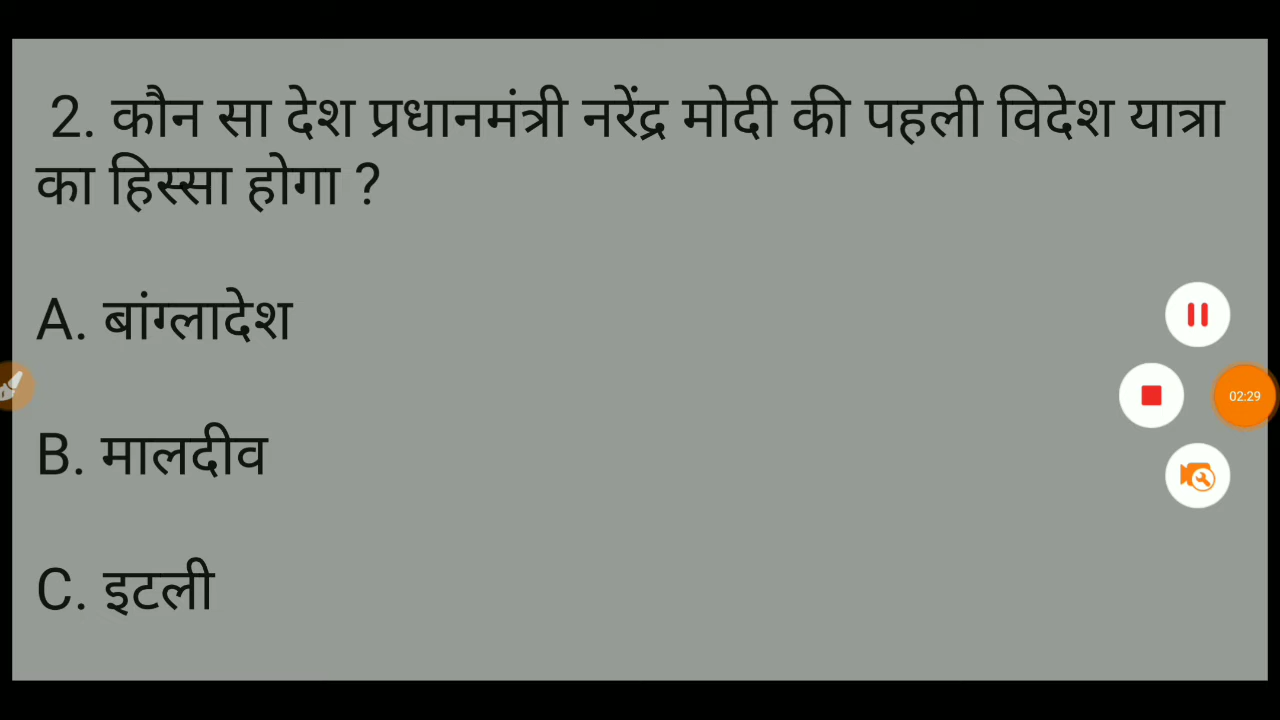 2. कौन सा देश प्रधानमंत्री नरेंद्र मोदी की पहली विदेश यात्रा
का हिस्सा होगा ?
A. बांग्लादेश
B. मालदीव
02:29
C. इटली